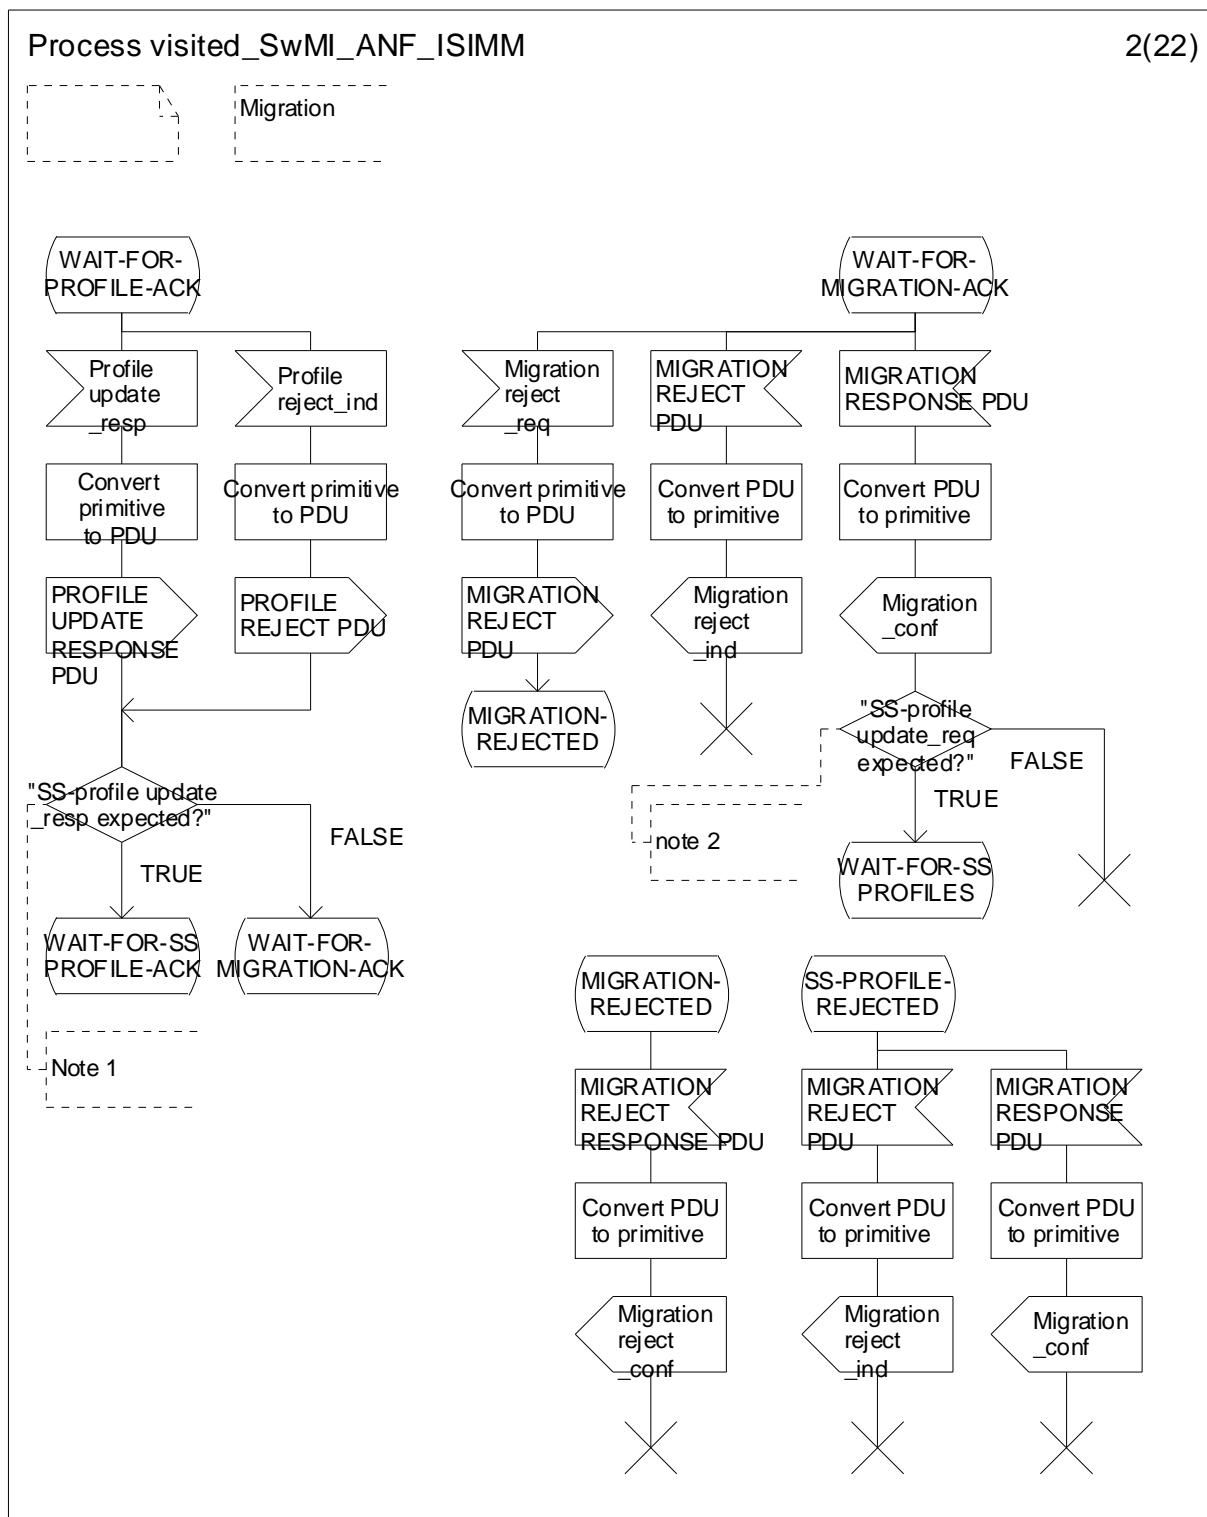 Process visited_SwMI_ANF_ISIMM
2(22)
Migration
WAIT-FOR-
PROFILE-ACK
Profile
update
_resp
Convert
primitive
to PDU
PROFILE
UPDATE
RESPONSE
PDU
Profile
reject_ind
Convert primitive
to PDU
PROFILE
REJECT PDU
"SS-profile update
_resp expected?"
TRUE
FALSE
WAIT-FOR-SS
PROFILE-ACK
WAIT-FOR-
MIGRATION-ACK
Note 1
WAIT-FOR-
MIGRATION-ACK
Migration
reject
_req
Convert primitive
to PDU
MIGRATION
REJECT
PDU
MIGRATION-
REJECTED
MIGRATION
REJECT
PDU
Convert PDU
to primitive
Migration
reject
_ind
MIGRATION
RESPONSE PDU
Convert PDU
to primitive
Migration
_conf
"SS-profile
update_req
expected?"
FALSE
TRUE
note 2
WAIT-FOR-SS
PROFILES
MIGRATION-
REJECTED
MIGRATION
REJECT
RESPONSE PDU
Convert PDU
to primitive
Migration
reject
_conf
SS-PROFILE-
REJECTED
MIGRATION
REJECT
PDU
Convert PDU
to primitive
Migration
reject
_ind
MIGRATION
RESPONSE
PDU
Convert PDU
to primitive
Migration
_conf